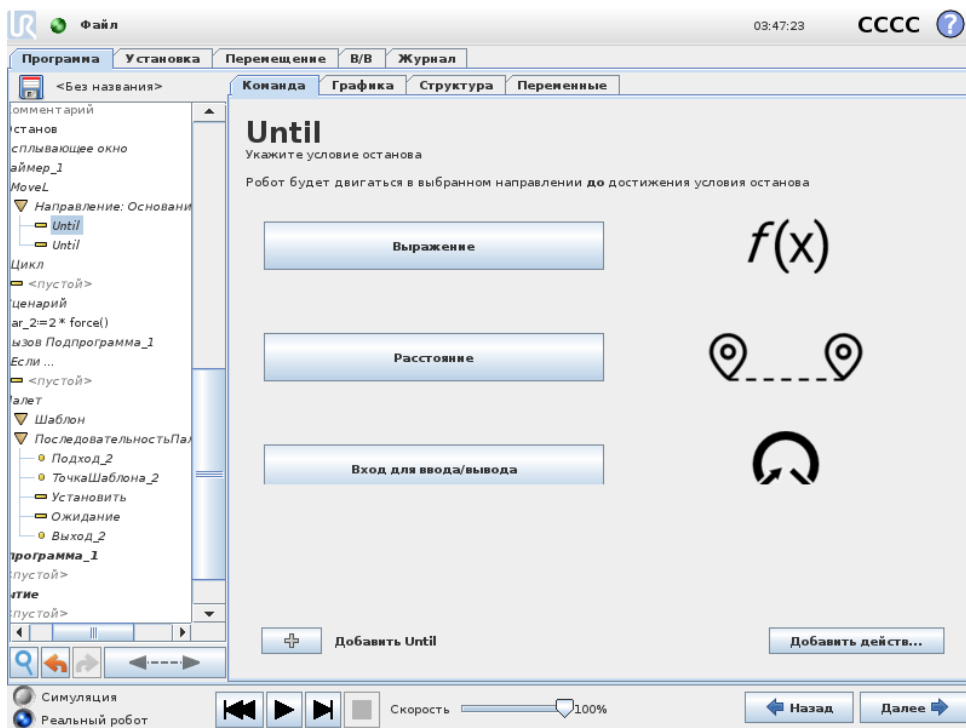 Файл
03:47:23
CCCC
?
Программа Установка Перемещение В/В Журнал
<Без названия>
Команда Графика Структура Переменные
омментарий
станов
сплывающее окно
аймер_1
MoveL
Направление: Основани
Until
Until
Цикл
<пустой>
ценарий
ar_2:=2 * force()
ызов Подпрограмма_1
Если ...
<пустой>
алет
Шаблон
ПоследовательностьПал
Подход_2
ТочкаШаблона_2
Установить
Ожидание
Выход_2
программа_1
<пустой>
ытие
<пустой>
Until
Укажите условие останова
Робот будет двигаться в выбранном направлении до достижения условия останова
Выражение
f(x)
Расстояние
Вход для ввода/вывода
Добавить Until
Добавить действ...
Симуляция
Реальный робот
Скорость
100%
Назад
Далее